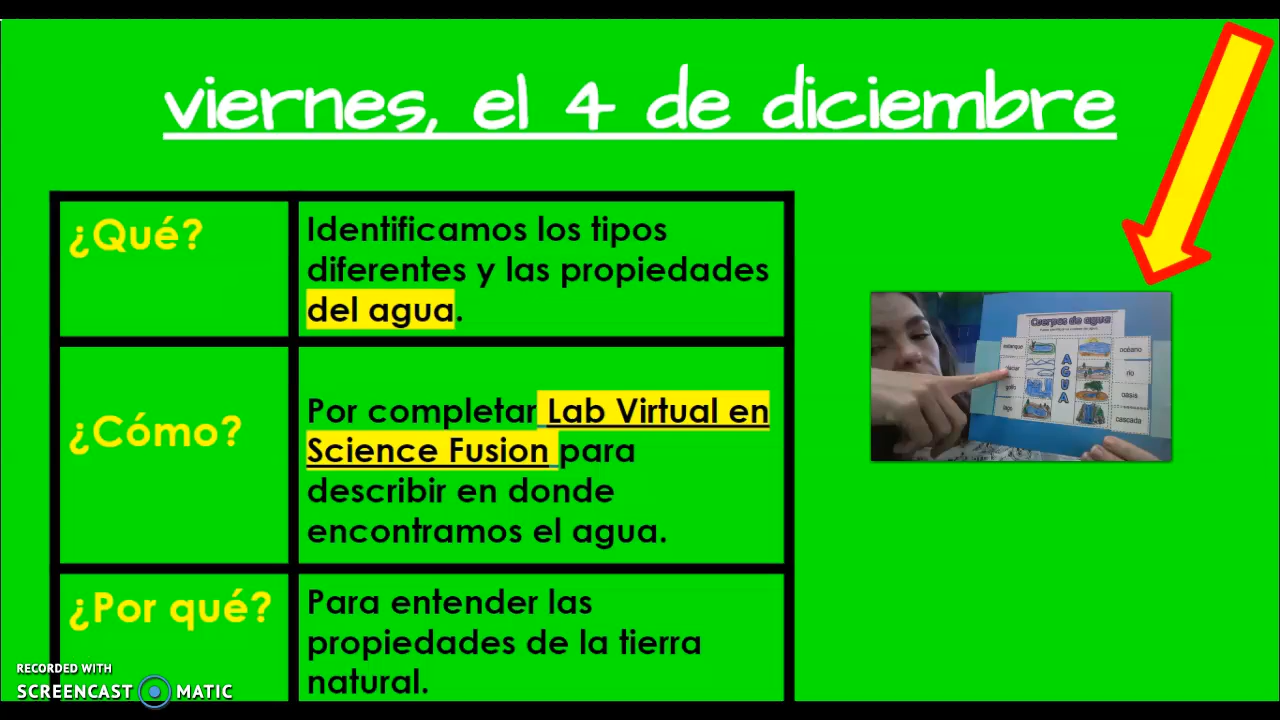 viernes, el 4 de diciembre
¿Qué?
Identificamos los tipos
diferentes y las propiedades
del agua.
¿Cómo?
Por completar Lab Virtual en
Science Fusion para
describir en donde
encontramos el agua.
¿Por qué?
Para entender las
propiedades de la tierra
natural.
Cuerpos de agua
estanque
golfo
lago
AGUA
océano
río
oasis
cascada
RECORDED WITH
SCREENCAST MATIC